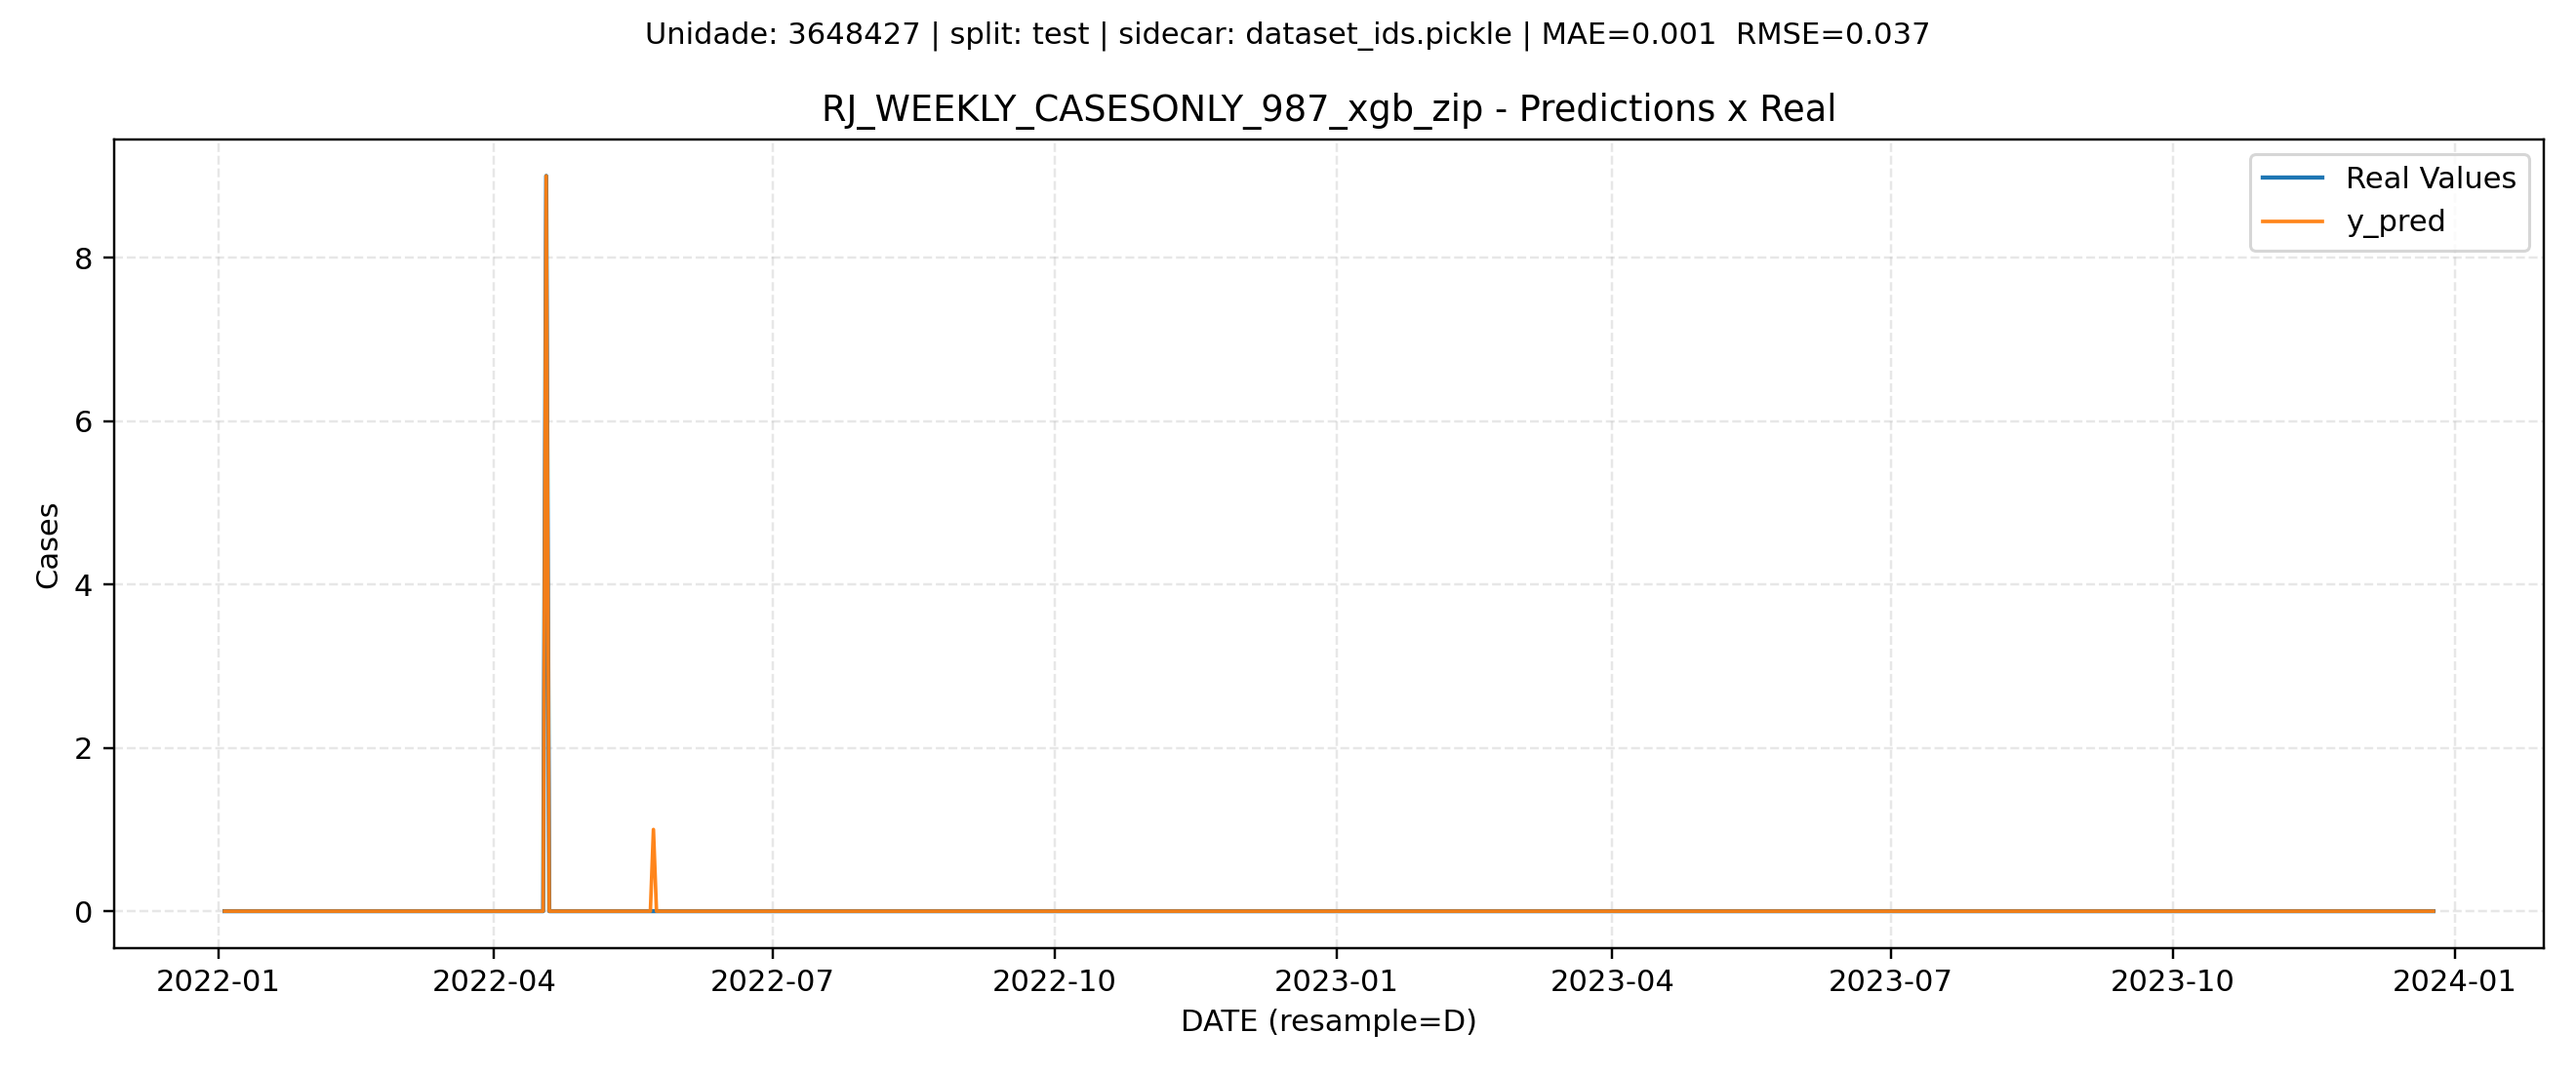 Unidade: 3648427 | split: test | sidecar: dataset_ids.pickle | MAE=0.001  RMSE=0.037
RJ_WEEKLY_CASESONLY_987_xgb_zip - Predictions x Real
Real Values
y_pred
Cases
8
6
4
2
0
2022-01 2022-04 2022-07 2022-10 2023-01 2023-04 2023-07 2023-10 2024-01
DATE (resample=D)